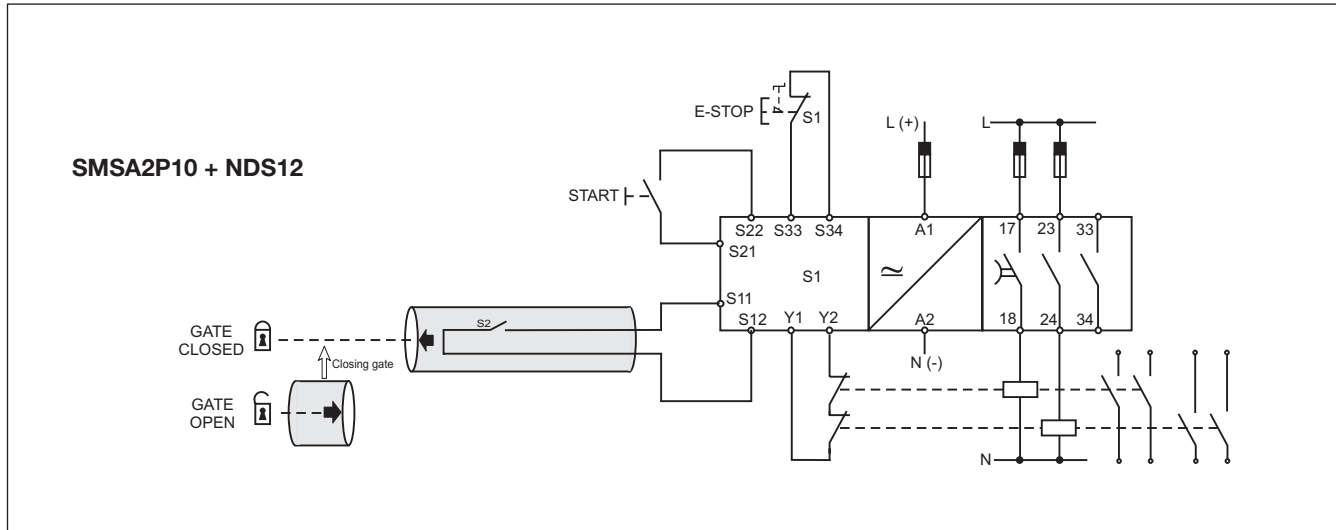 SMSA2P10 + NDS12
E-STOP
S1
L (+)
L
START
S22 S33 S34
A1
17 23 33
S21
S1
≃
S11
S12 Y1 Y2
A2
18 24 34
N (-)
S2
GATE
CLOSED
Closing gate
GATE
OPEN
N